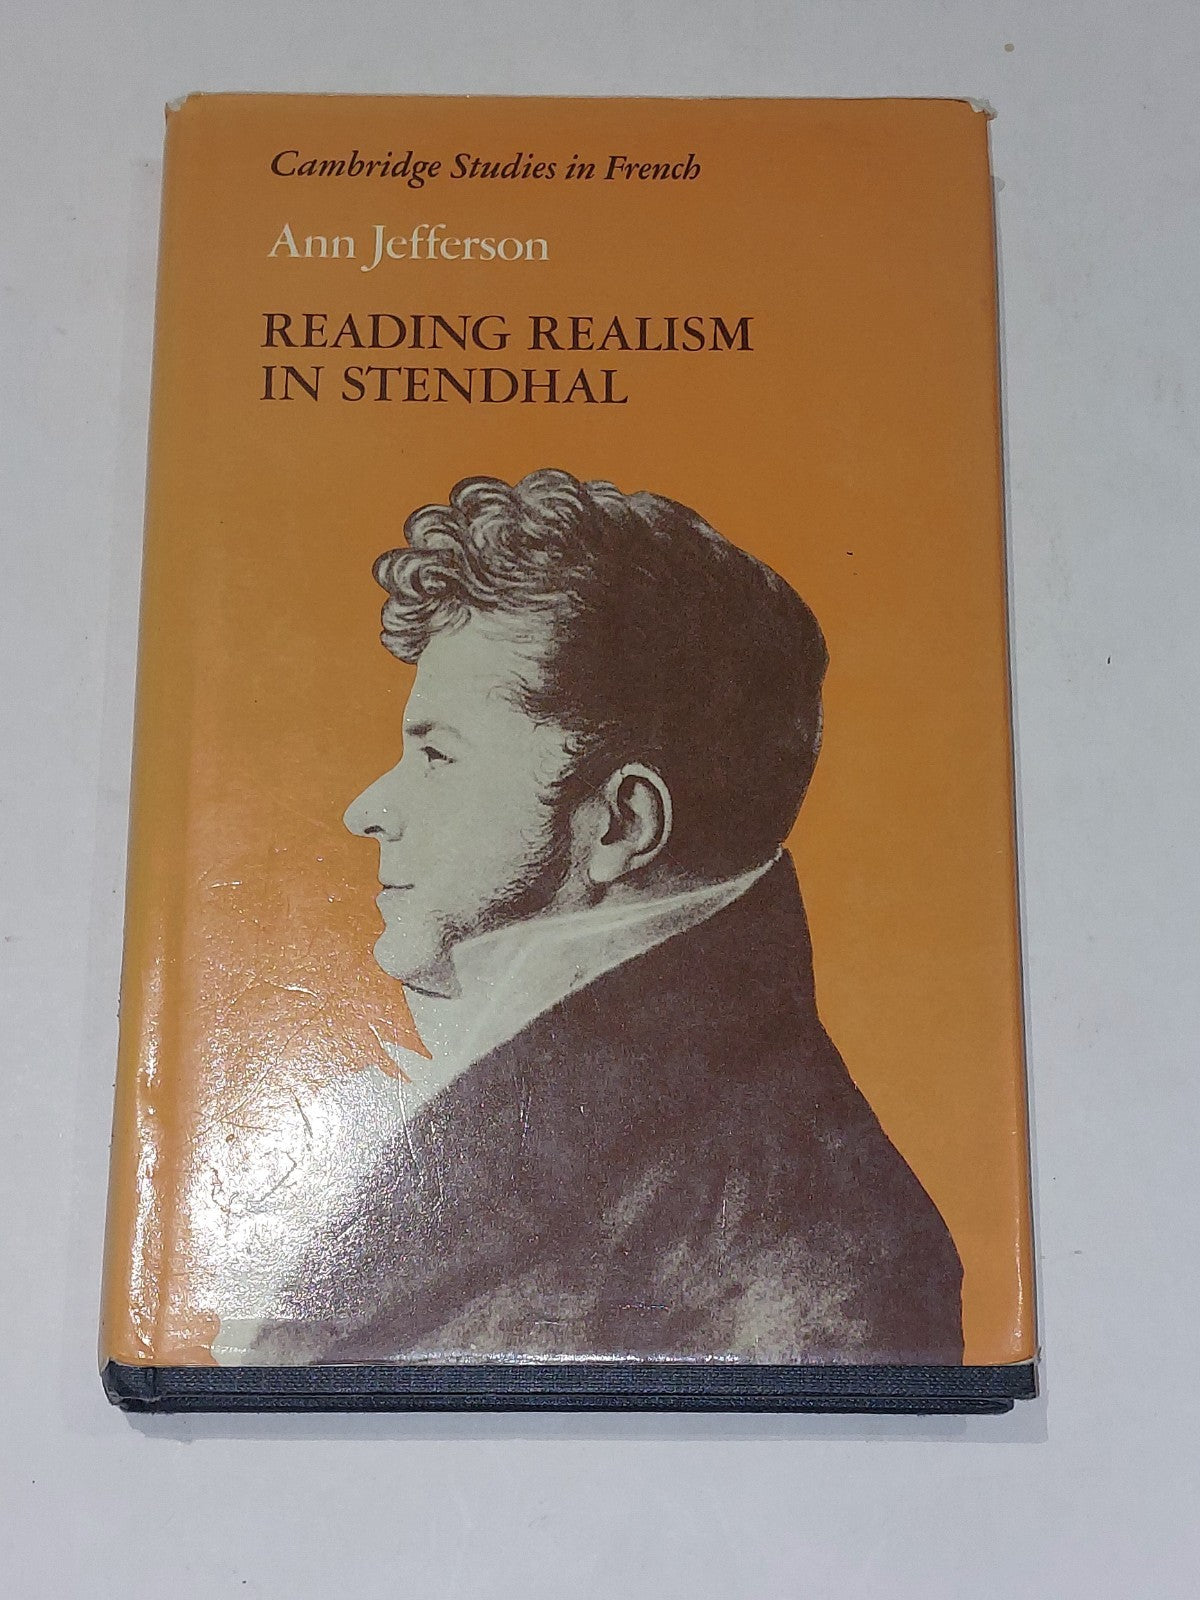 Cambridge Studies in French
Ann Jefferson
READING REALISM
IN STENDHAL